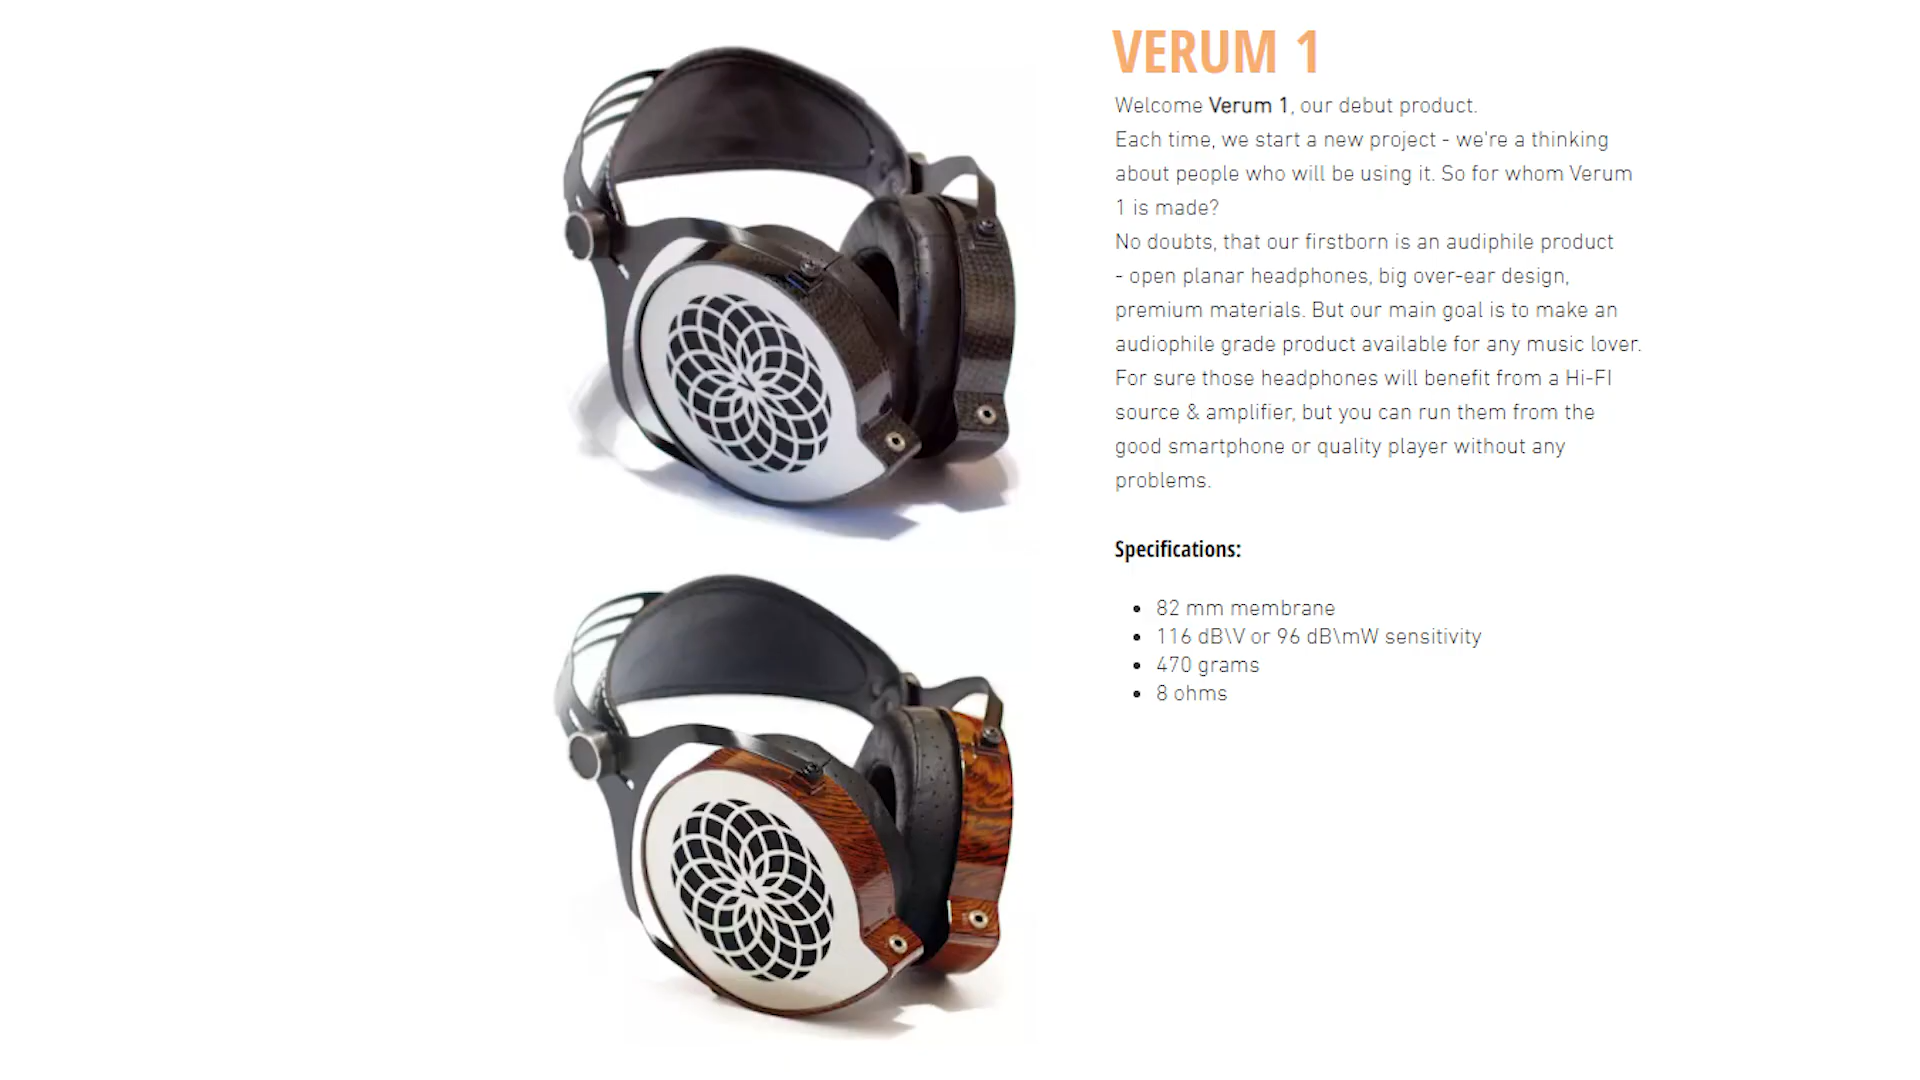 VERUM 1
Welcome Verum 1, our debut product.
Each time, we start a new project - we're a thinking
about people who will be using it. So for whom Verum
1 is made?
No doubts, that our firstborn is an audiphile product
- open planar headphones, big over-ear design,
premium materials. But our main goal is to make an
audiophile grade product available for any music lover.
For sure those headphones will benefit from a Hi-FI
source & amplifier, but you can run them from the
good smartphone or quality player without any
problems.
Specifications:
• 82 mm membrane
• 116 dB\V or 96 dB\mW sensitivity
• 470 grams
• 8 ohms